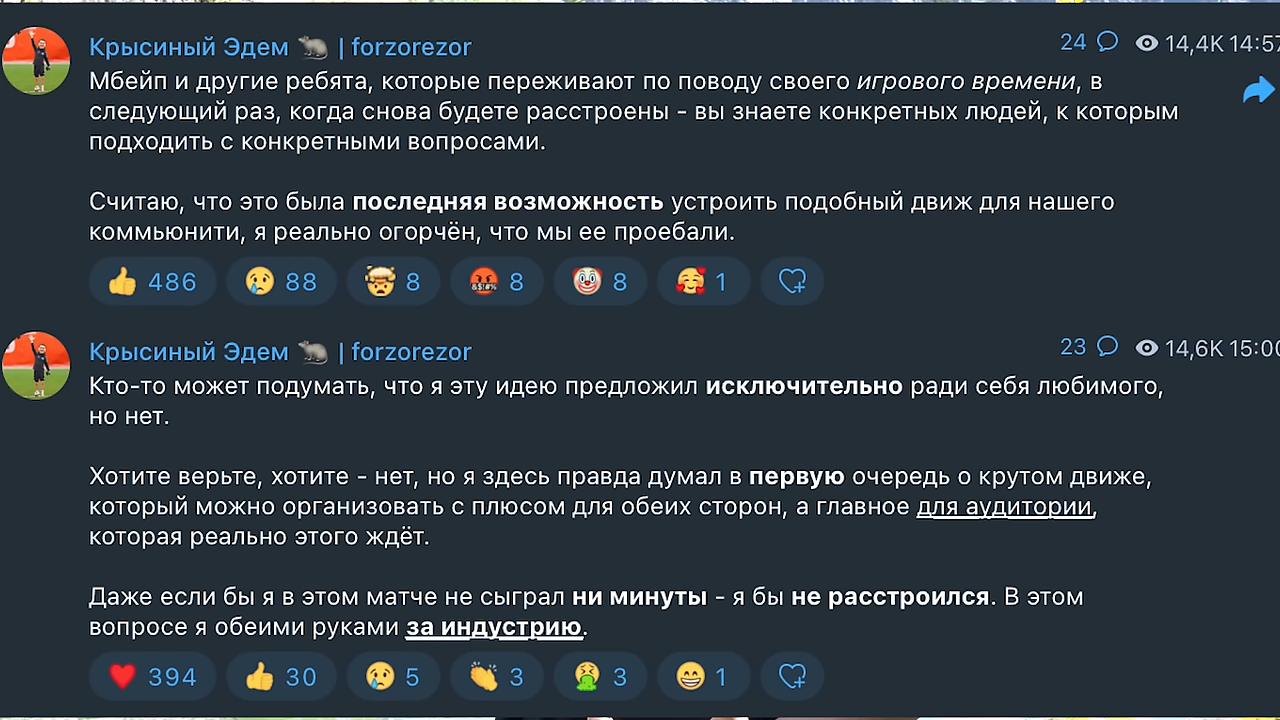 Крысиный Эдем 🐀 | forzorezor
24 14,4K 14:57
Мбейп и другие ребята, которые переживают по поводу своего игрового времени, в
следующий раз, когда снова будете расстроены - вы знаете конкретных людей, к которым
подходить с конкретными вопросами.
Считаю, что это была последняя возможность устроить подобный движ для нашего
коммьюнити, я реально огорчён, что мы ее проебали.
👍 486 😢 88 🤯 8 🤬 8 🤡 8 🥰 1
Крысиный Эдем 🐀 | forzorezor
23 14,6K 15:00
Кто-то может подумать, что я эту идею предложил исключительно ради себя любимого,
но нет.
Хотите верьте, хотите - нет, но я здесь правда думал в первую очередь о крутом движе,
который можно организовать с плюсом для обеих сторон, а главное для аудитории,
которая реально этого ждёт.
Даже если бы я в этом матче не сыграл ни минуты - я бы не расстроился. В этом
вопросе я обеими руками за индустрию.
❤️ 394 👍 30 😢 5 👏 3 🤮 3 😁 1